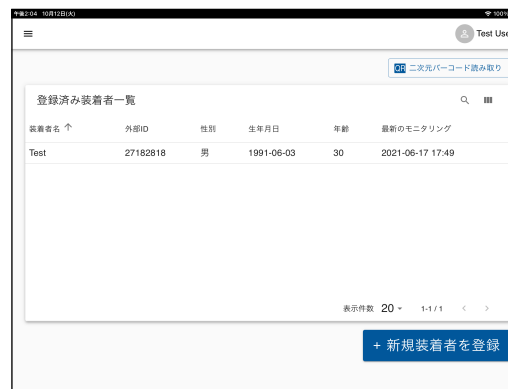 午後2:04 10月12日(火) 100%
Test Use
QR 二次元バーコード読み取り
登録済み装着者一覧
装着者名 ↑ 外部ID 性別 生年月日 年齢 最新のモニタリング
Test 27182818 男 1991-06-03 30 2021-06-17 17:49
表示件数 20 1-1 / 1 < >
+ 新規装着者を登録